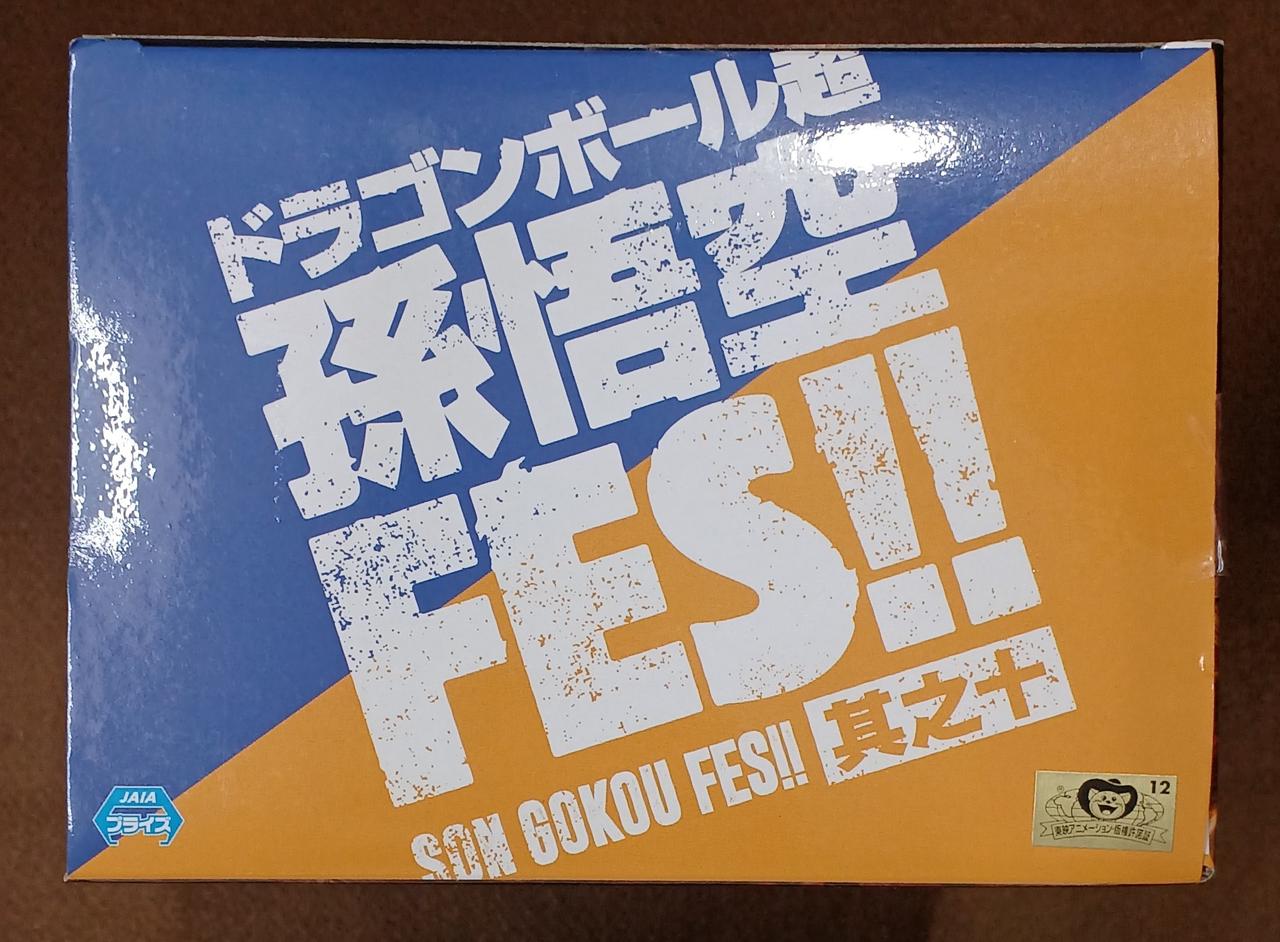 ドラゴンボール超
孫悟空
FES!!
SON GOKOU FES!! 其之十
JAIA
プライズ
12
東映アニメーション・版権許諾証